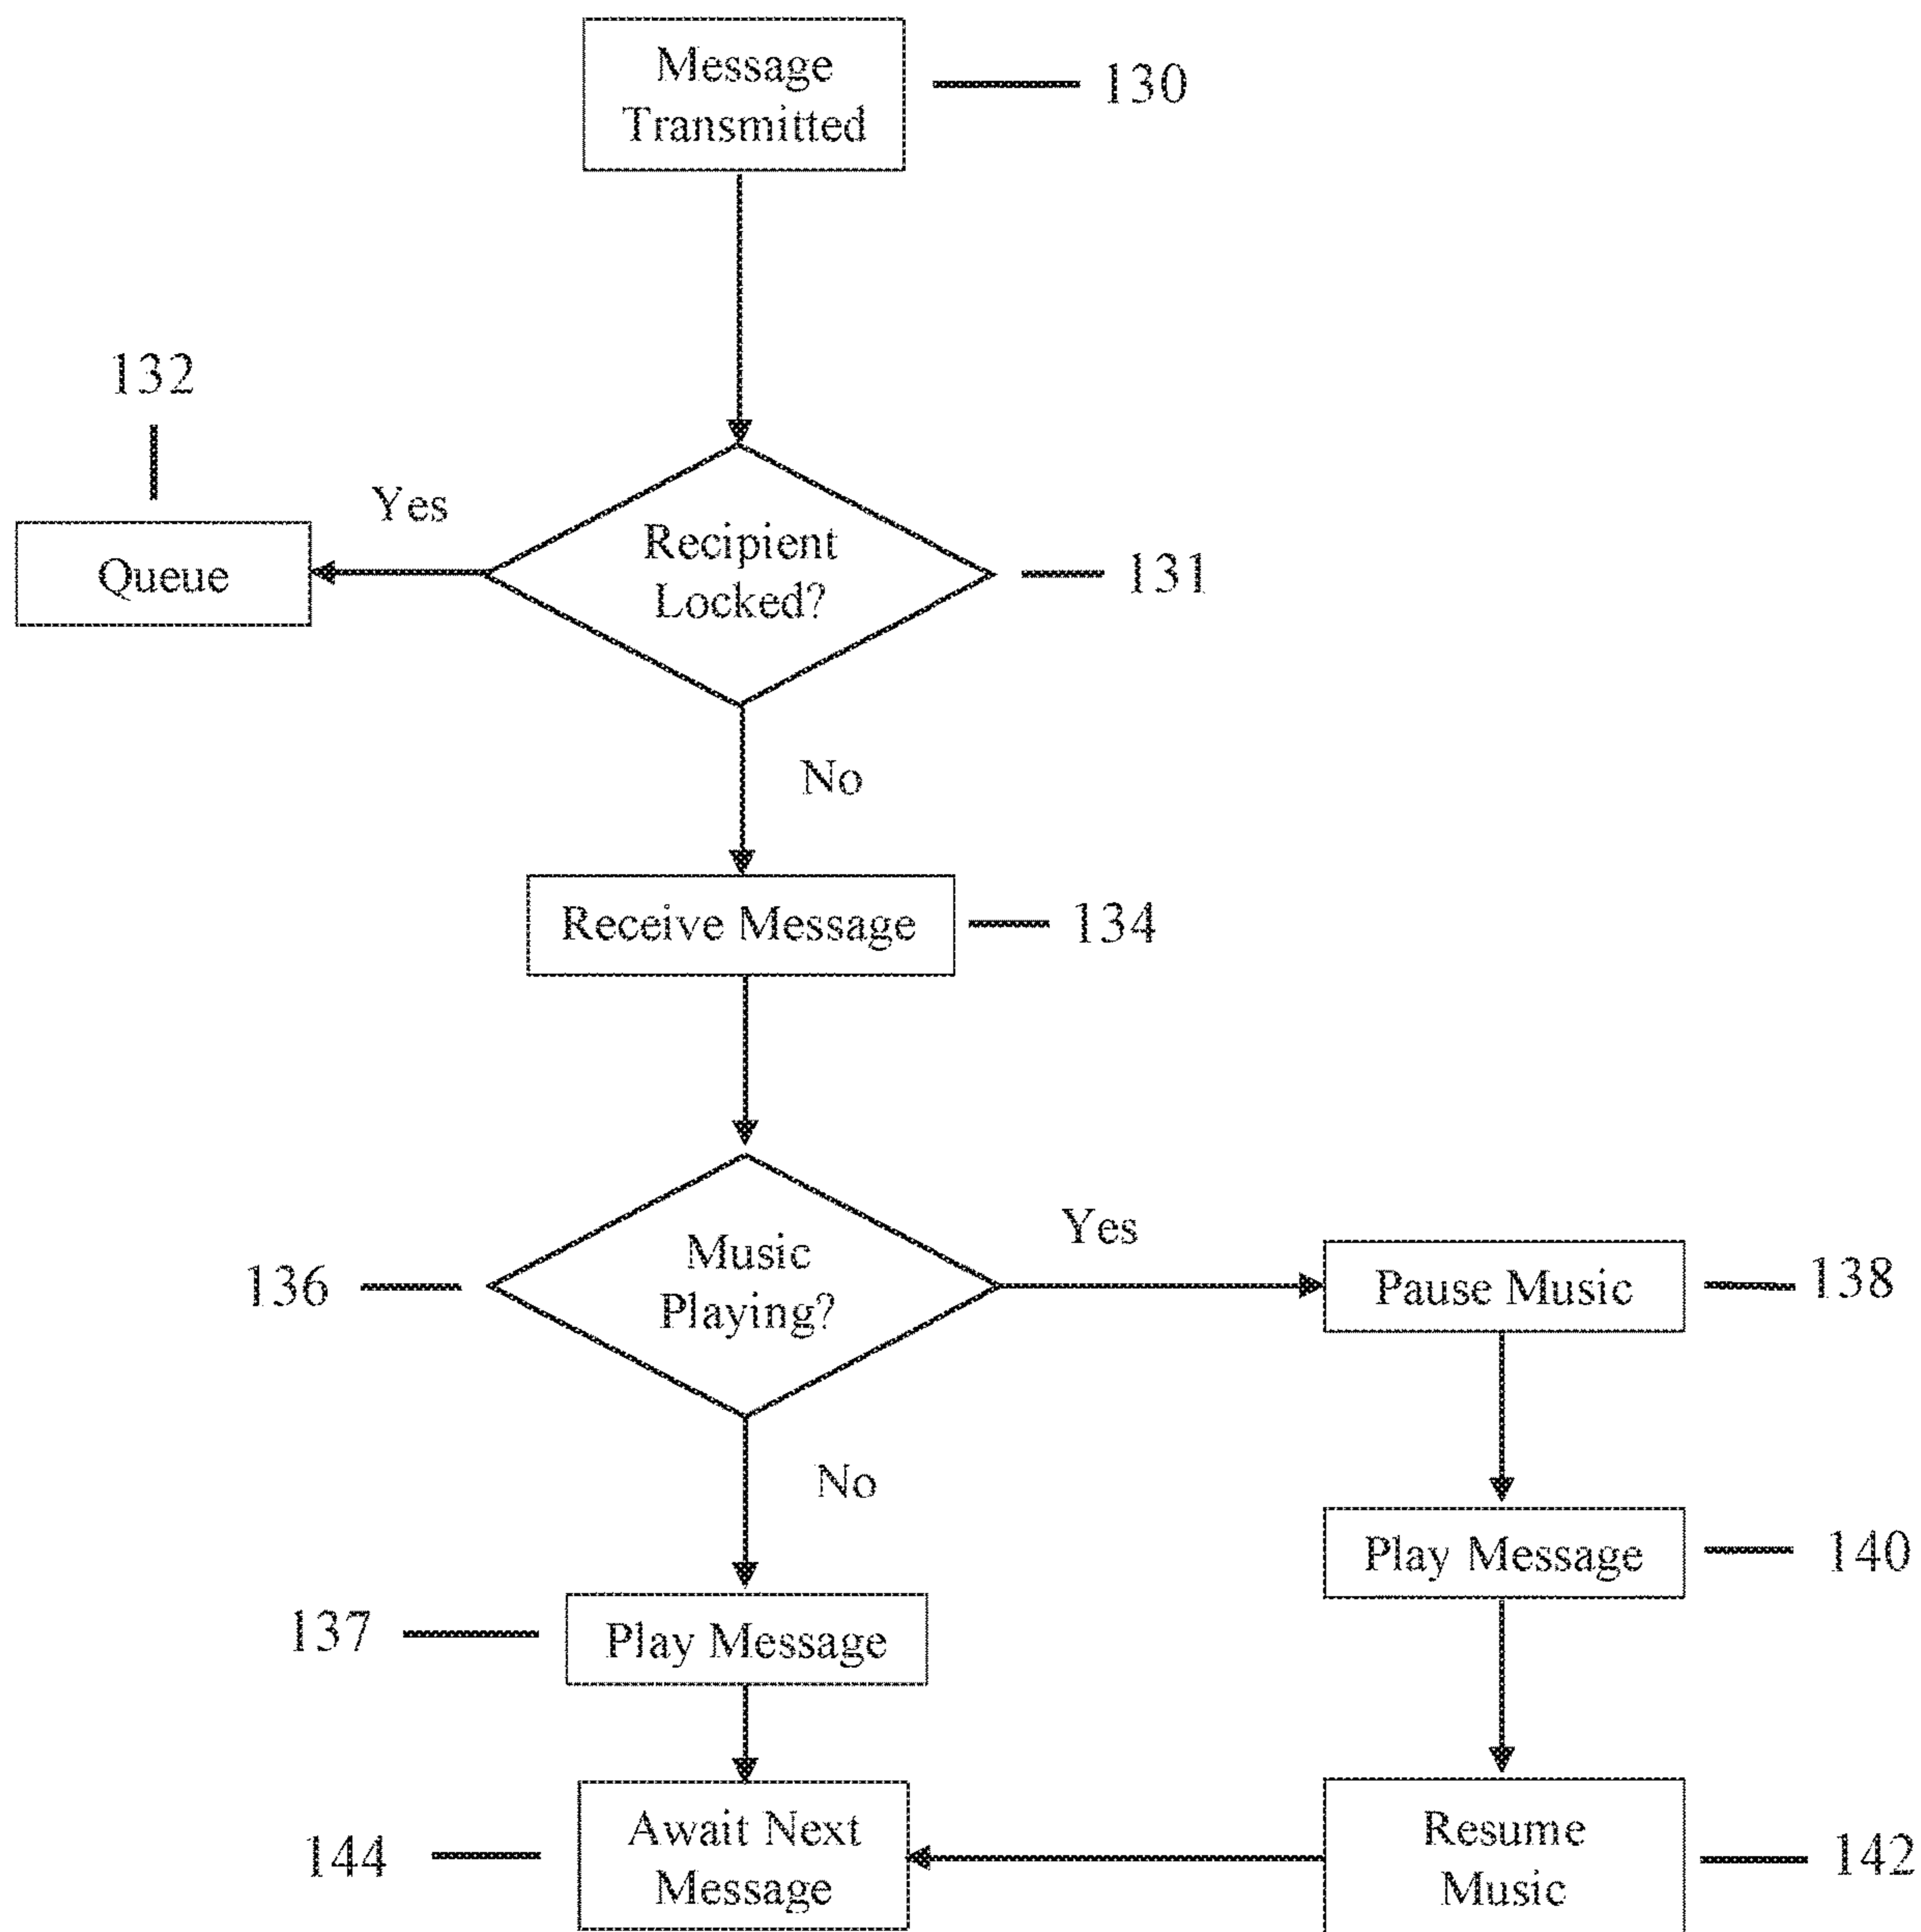 Message
Transmitted
130
132
Yes
Queue
Recipient
Locked?
131
No
Receive Message
134
136
Music
Playing?
Yes
Pause Music
138
No
Play Message
140
137
Play Message
144
Await Next
Message
Resume
Music
142